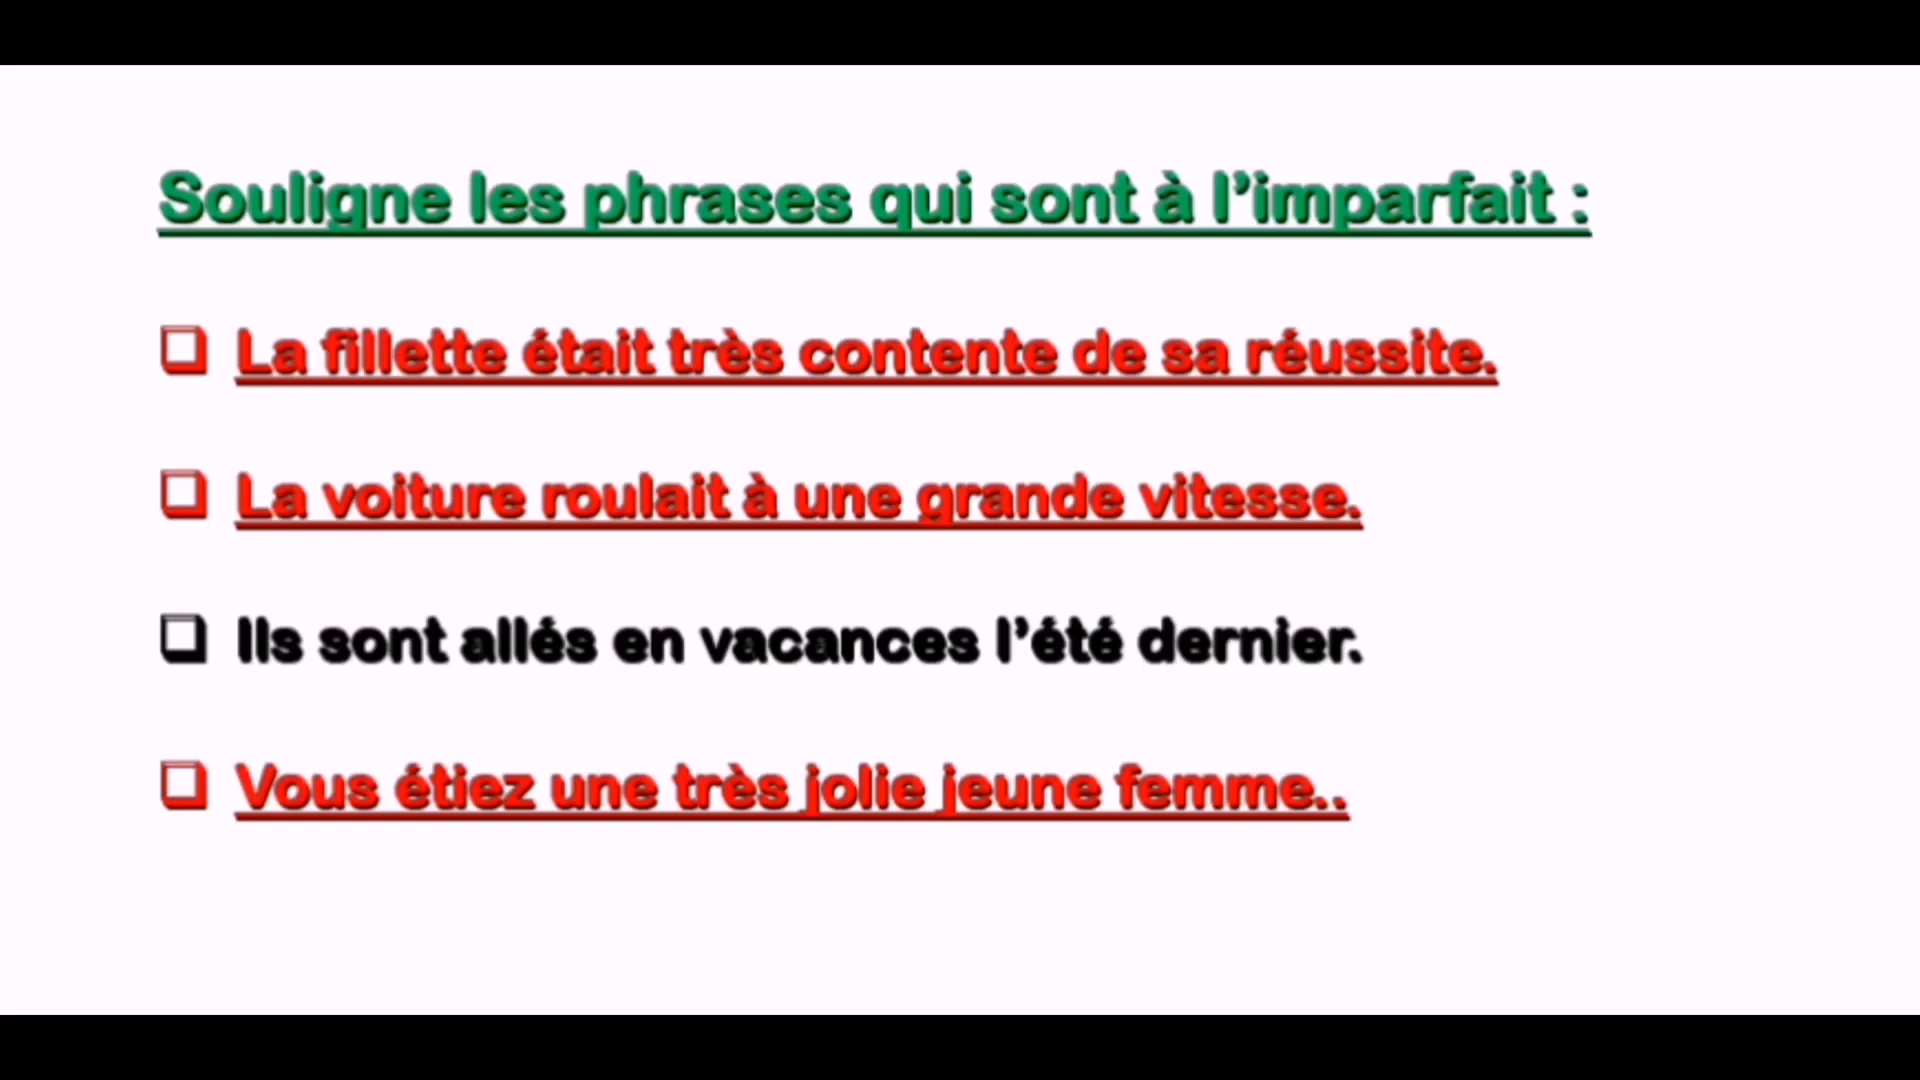 Souligne les phrases qui sont à l’imparfait :
La fillette était très contente de sa réussite.
La voiture roulait à une grande vitesse.
Ils sont allés en vacances l’été dernier.
Vous étiez une très jolie jeune femme..